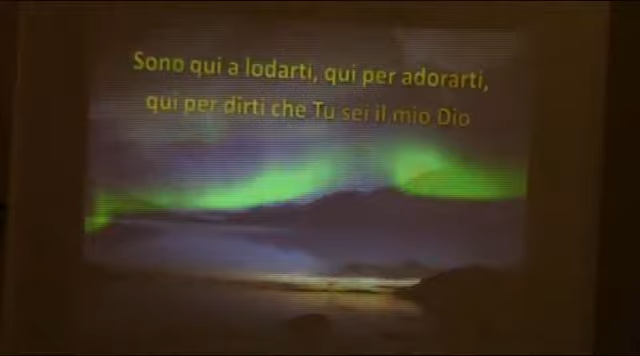 Sono qui a lodarti, qui per adorarti,
qui per dirti che Tu sei il mio Dio